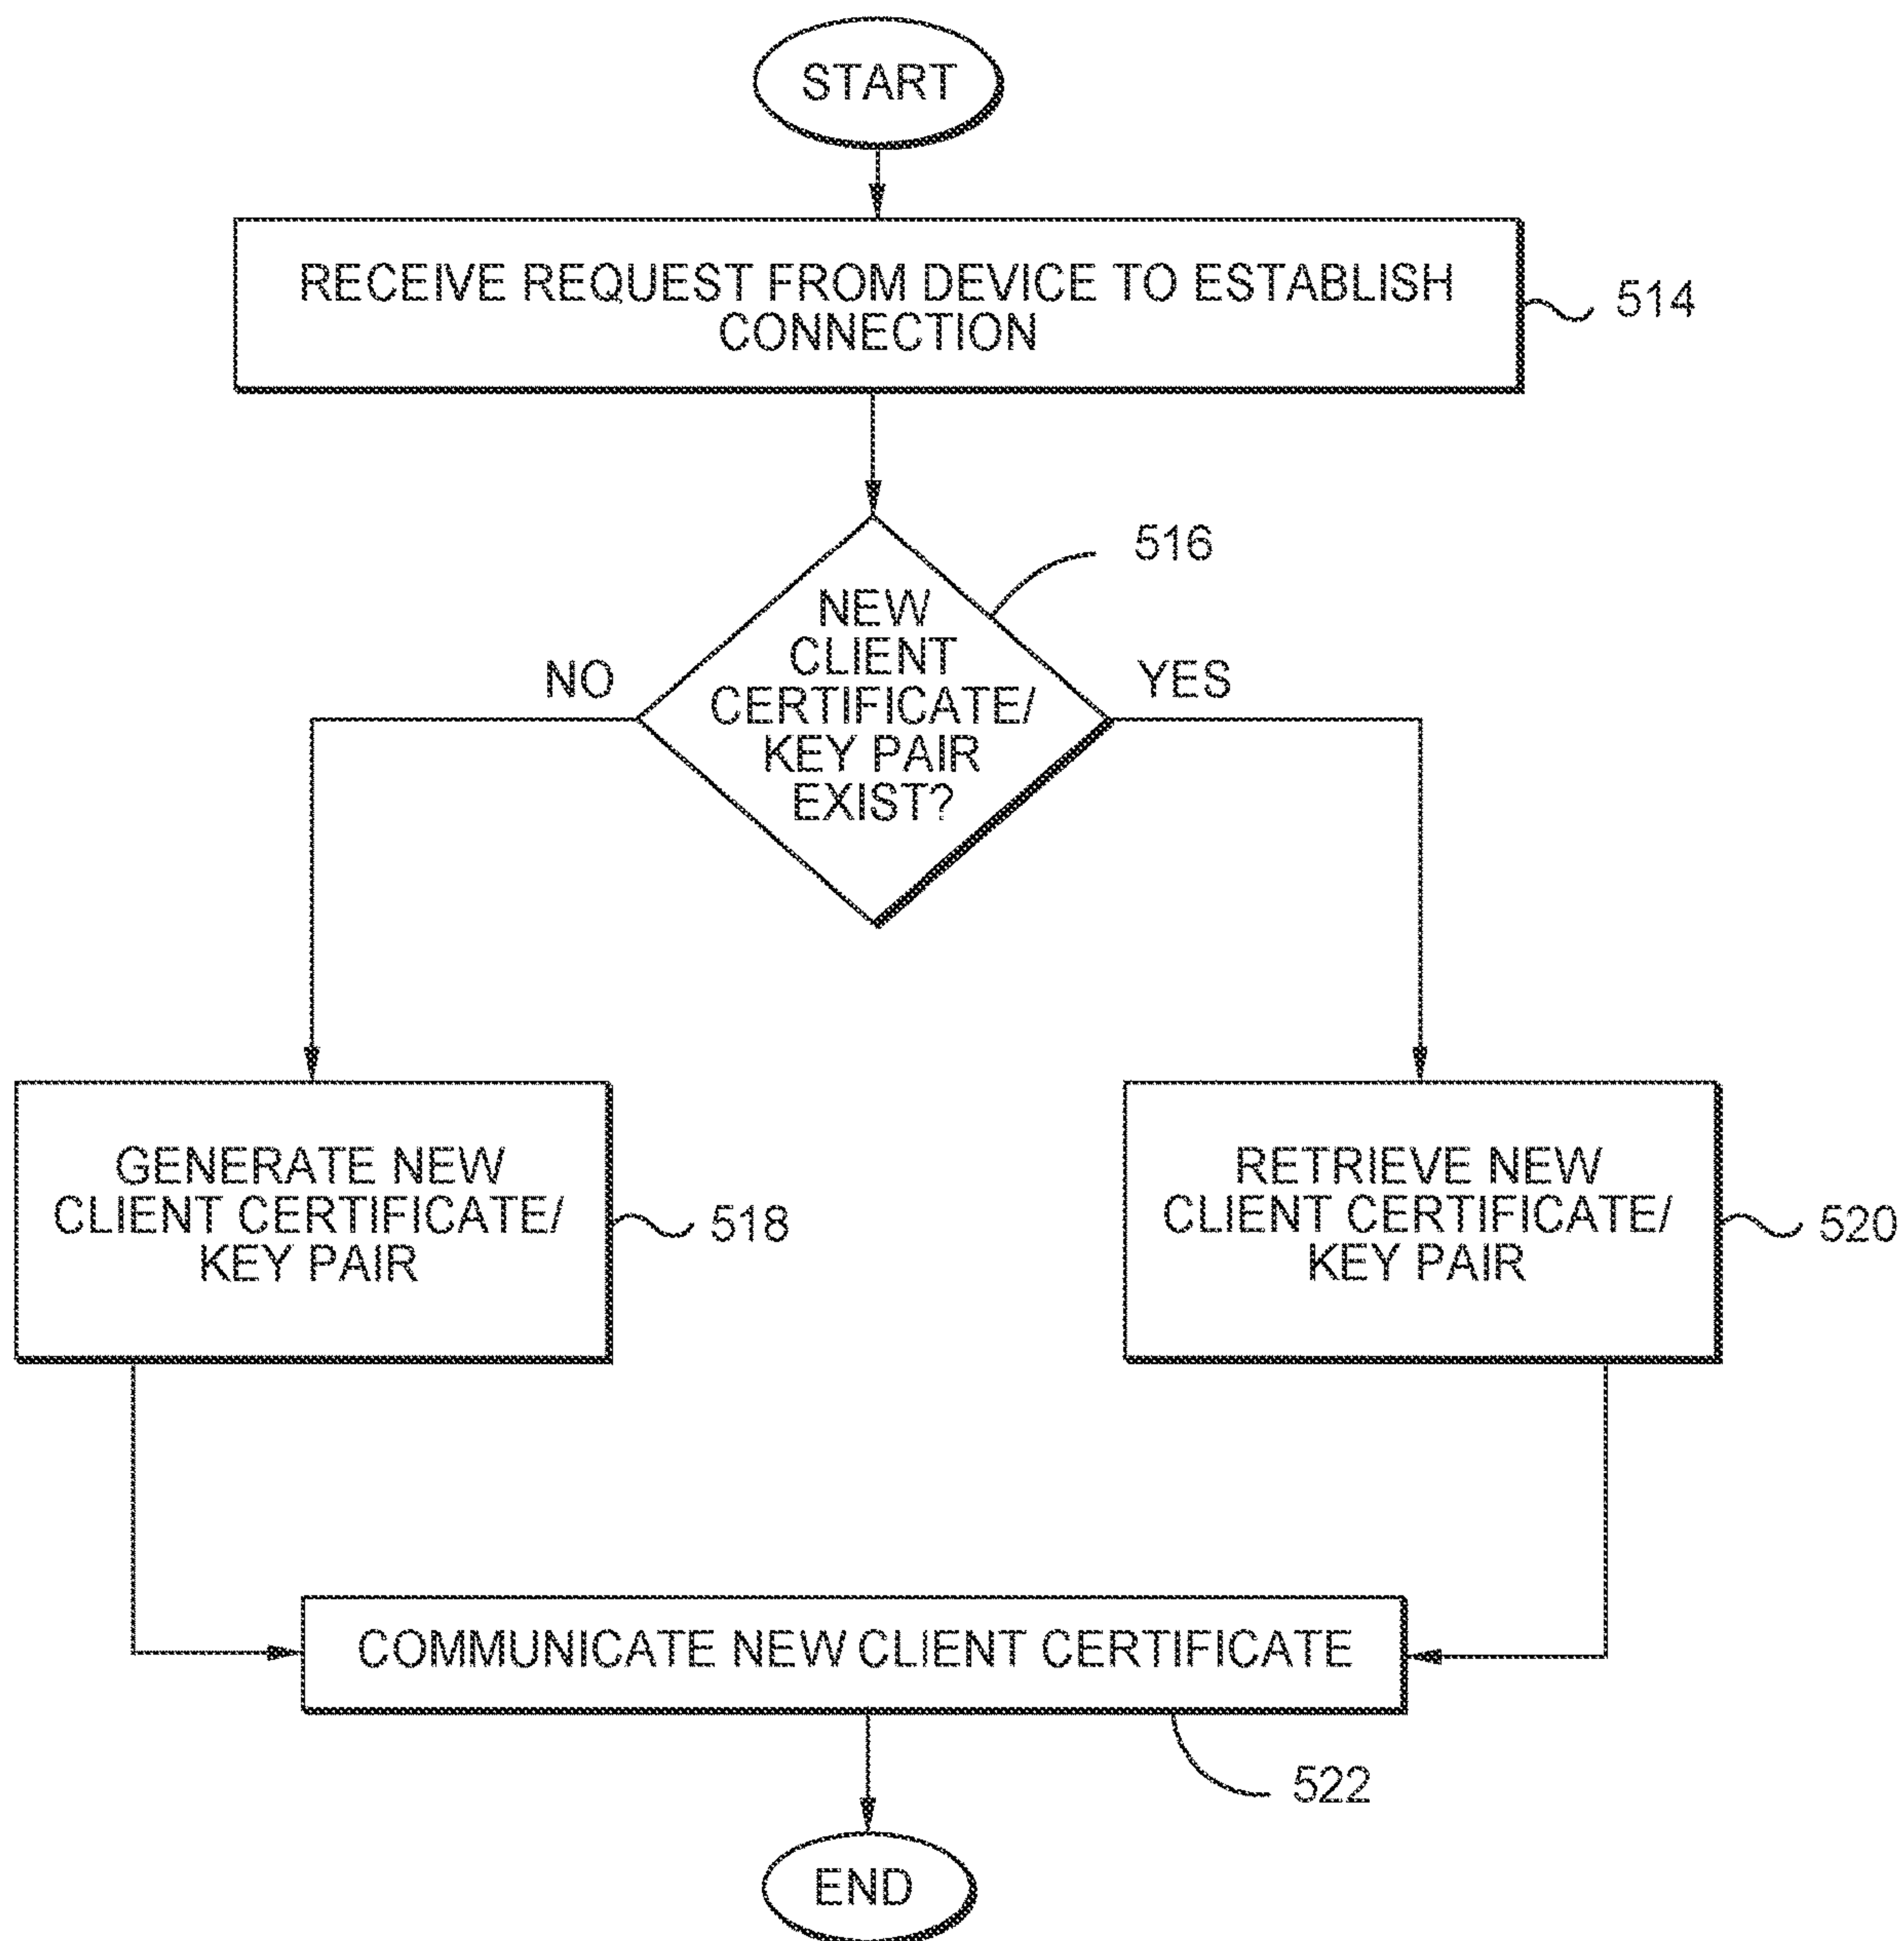 START
RECEIVE REQUEST FROM DEVICE TO ESTABLISH
CONNECTION
514
516
NEW
CLIENT
CERTIFICATE/
KEY PAIR
EXIST?
NO
YES
GENERATE NEW
CLIENT CERTIFICATE/
KEY PAIR
518
RETRIEVE NEW
CLIENT CERTIFICATE/
KEY PAIR
520
COMMUNICATE NEW CLIENT CERTIFICATE
522
END